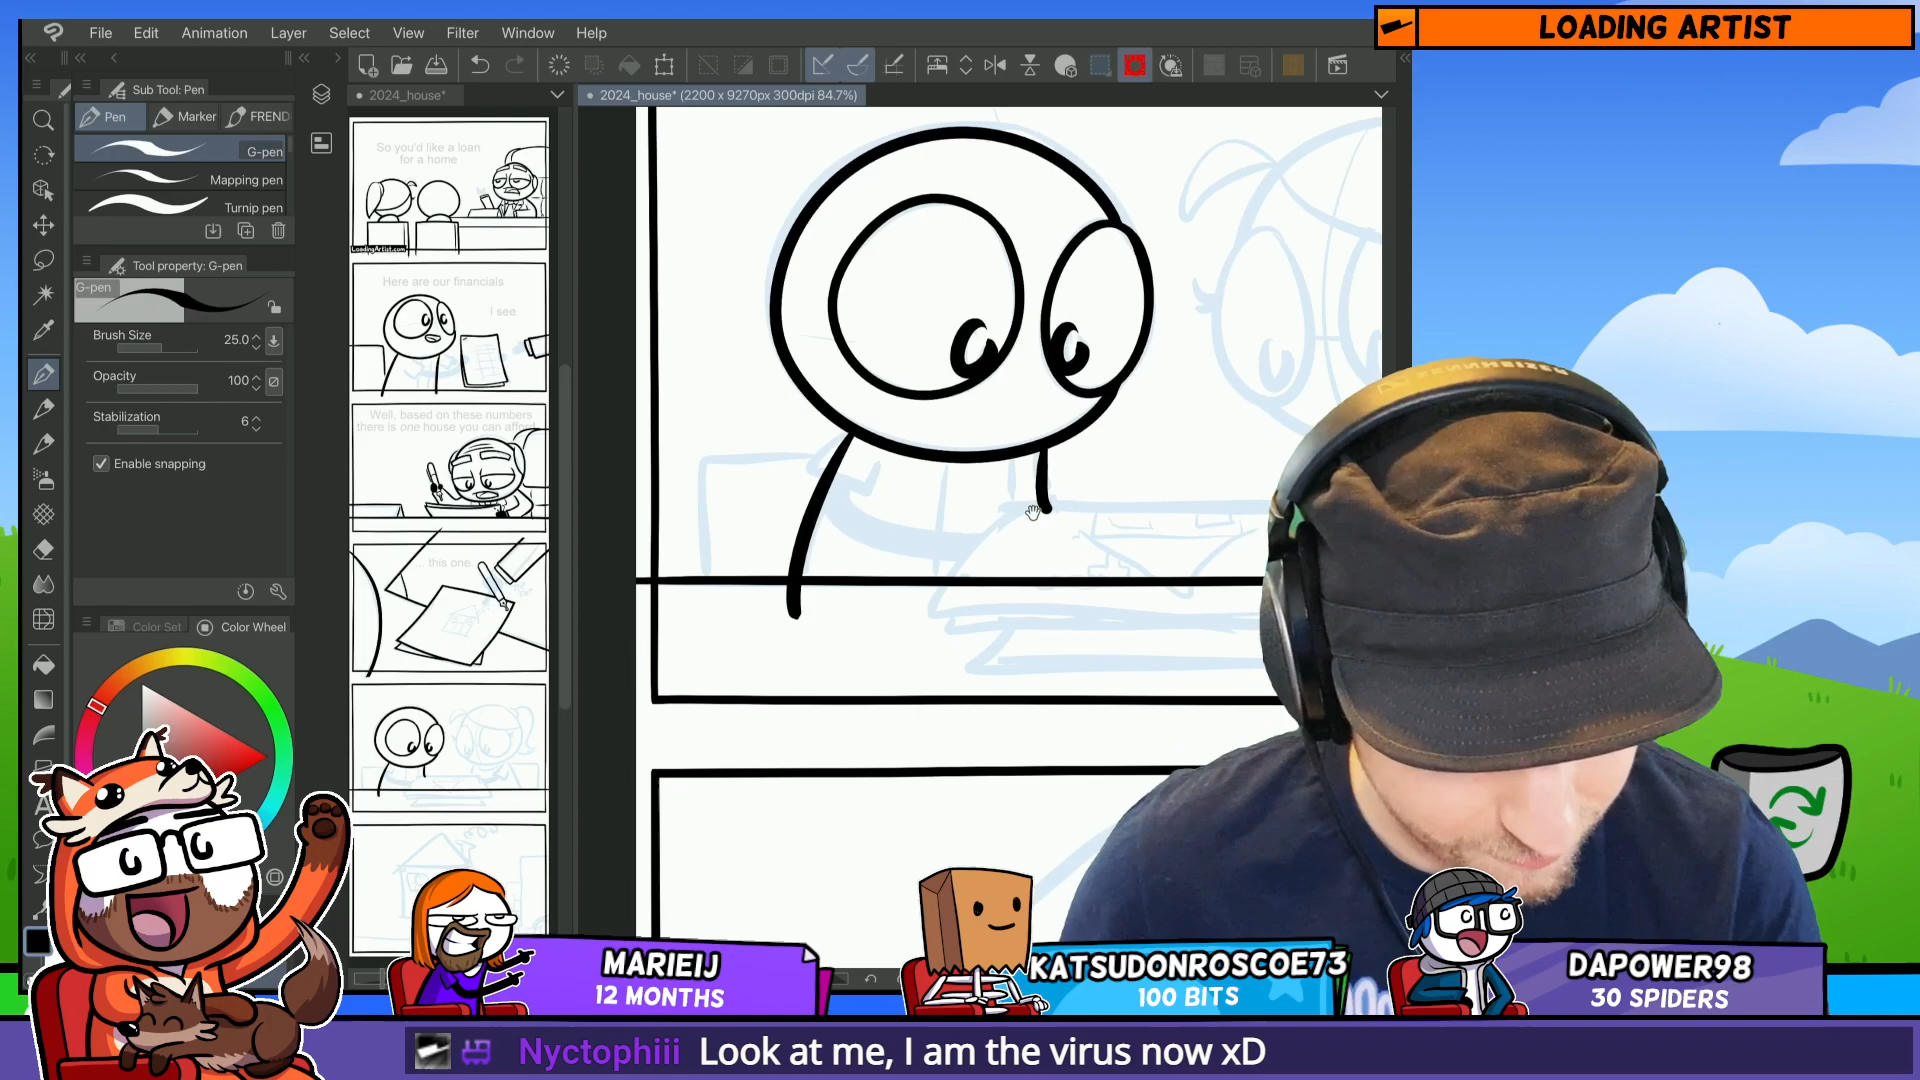 LOADING ARTIST
File Edit Animation Layer Select View Filter Window Help
Sub Tool: Pen
2024_house*
2024_house* (2200 x 9270px 300dpi 84.7%)
Pen Marker FREND
G-pen
Mapping pen
Turnip pen
Tool property: G-pen
G-pen
Brush Size 25.0
Opacity 100
Stabilization 6
Enable snapping
Color Set Color Wheel
So you'd like a loan
for a home
LoadingArtist.com
Here are our financials
I see
Well, based on these numbers
there is one house you can afford
... this one.
SENNHEISER
MARIEIJ
12 MONTHS
KATSUDONROSCOE73
100 BITS
DAPOWER98
30 SPIDERS
Nyctophiii Look at me, I am the virus now xD